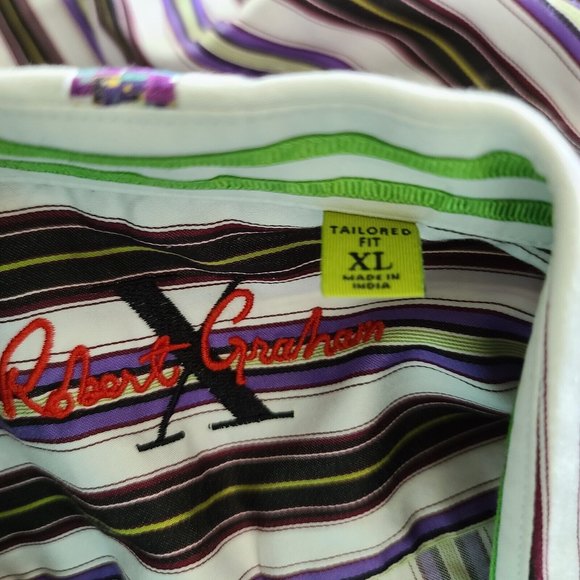 TAILORED
FIT
XL
MADE IN
INDIA
X
Robert Graham